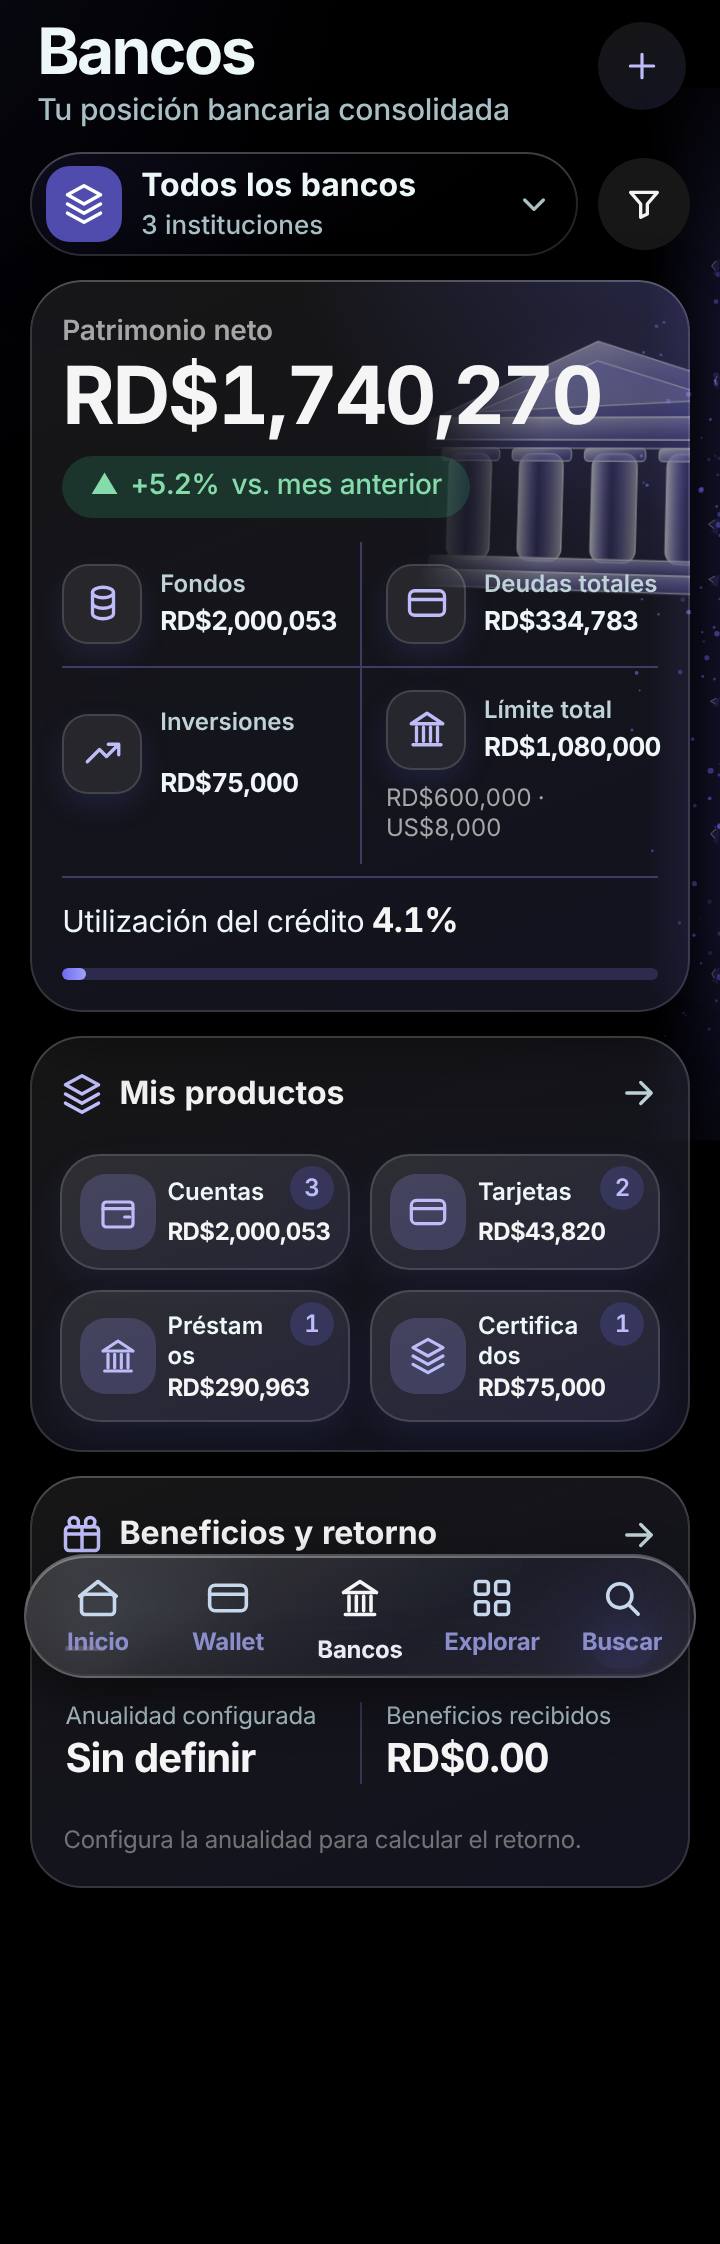 Bancos
Tu posición bancaria consolidada
Todos los bancos
3 instituciones
Patrimonio neto
RD$1,740,270
+5.2% vs. mes anterior
Fondos
RD$2,000,053
Deudas totales
RD$334,783
Inversiones
RD$75,000
Límite total
RD$1,080,000
RD$600,000 ·
US$8,000
Utilización del crédito 4.1%
Mis productos
Cuentas 3
RD$2,000,053
Tarjetas 2
RD$43,820
Préstam 1
os
RD$290,963
Certifica 1
dos
RD$75,000
Beneficios y retorno
Inicio
Wallet
Bancos
Explorar
Buscar
Anualidad configurada
Sin definir
Beneficios recibidos
RD$0.00
Configura la anualidad para calcular el retorno.